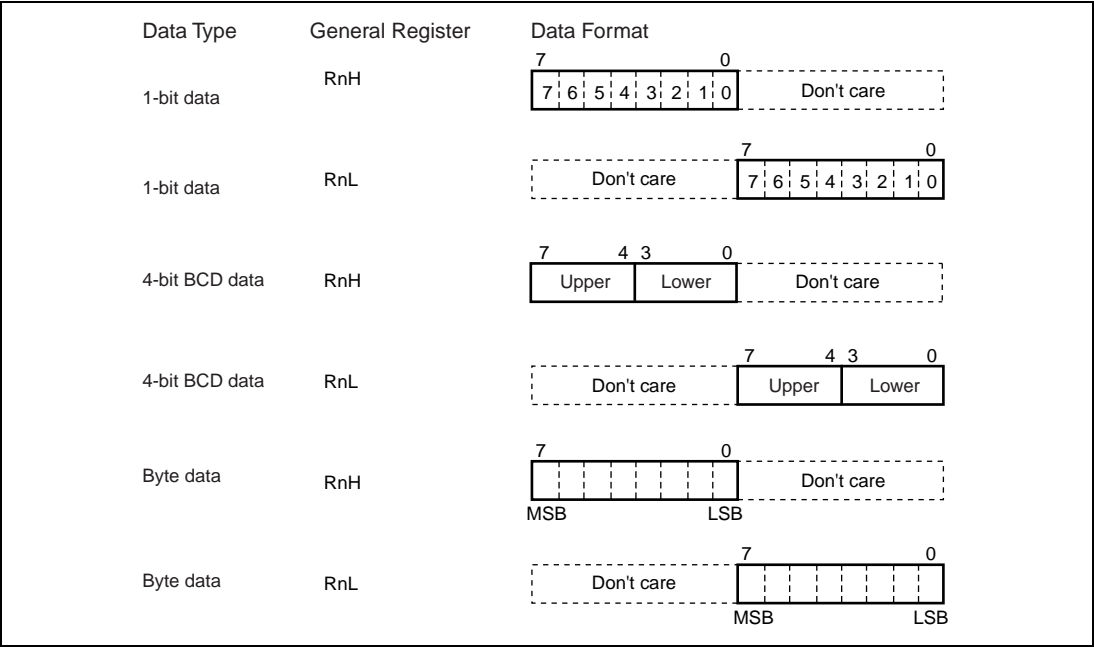 Data Type General Register Data Format
7 0
1-bit data RnH 7 6 5 4 3 2 1 0 Don't care
7 0
1-bit data RnL Don't care 7 6 5 4 3 2 1 0
7 4 3 0
4-bit BCD data RnH Upper Lower Don't care
7 4 3 0
4-bit BCD data RnL Don't care Upper Lower
7 0
Byte data RnH Don't care
MSB LSB
7 0
Byte data RnL Don't care
MSB LSB